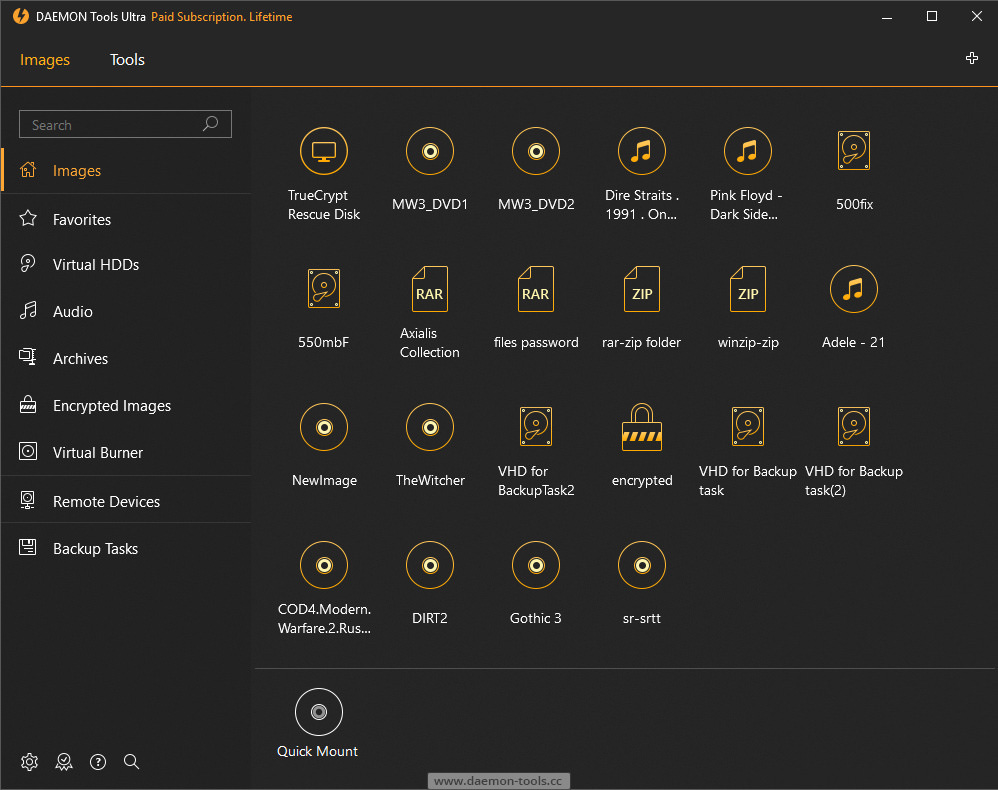 DAEMON Tools Ultra Paid Subscription. Lifetime
Images Tools
Search
Images
Favorites
Virtual HDDs
Audio
Archives
Encrypted Images
Virtual Burner
Remote Devices
Backup Tasks
TrueCrypt
Rescue Disk
MW3_DVD1
MW3_DVD2
Dire Straits .
1991 . On...
Pink Floyd -
Dark Side...
500fix
550mbF
RAR
Axialis
Collection
RAR
files password
ZIP
rar-zip folder
ZIP
winzip-zip
Adele - 21
NewImage
TheWitcher
VHD for
BackupTask2
encrypted
VHD for Backup
task
VHD for Backup
task(2)
COD4.Modern.
Warfare.2.Rus...
DIRT2
Gothic 3
sr-srtt
Quick Mount
www.daemon-tools.cc